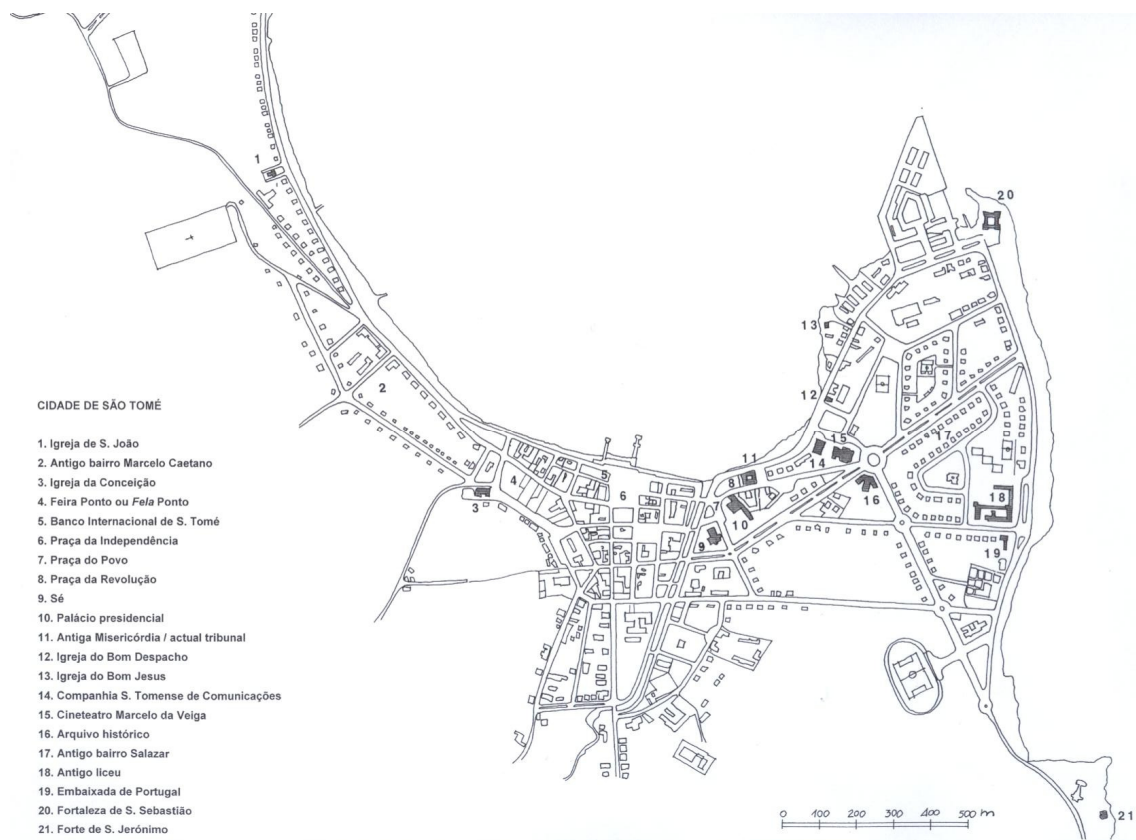 1
20
13
2
12
15
17
11
14
5
8
4
6
18
16
3
7
10
9
19
CIDADE DE SÃO TOMÉ
1. Igreja de S. João
2. Antigo bairro Marcelo Caetano
3. Igreja da Conceição
4. Feira Ponto ou Fela Ponto
5. Banco Internacional de S. Tomé
6. Praça da Independência
7. Praça do Povo
8. Praça da Revolução
9. Sé
10. Palácio presidencial
11. Antiga Misericórdia / actual tribunal
12. Igreja do Bom Despacho
13. Igreja do Bom Jesus
14. Companhia S. Tomense de Comunicações
15. Cineteatro Marcelo da Veiga
16. Arquivo histórico
17. Antigo bairro Salazar
18. Antigo liceu
19. Embaixada de Portugal
20. Fortaleza de S. Sebastião
21. Forte de S. Jerónimo
0 100 200 300 400 500 m
21